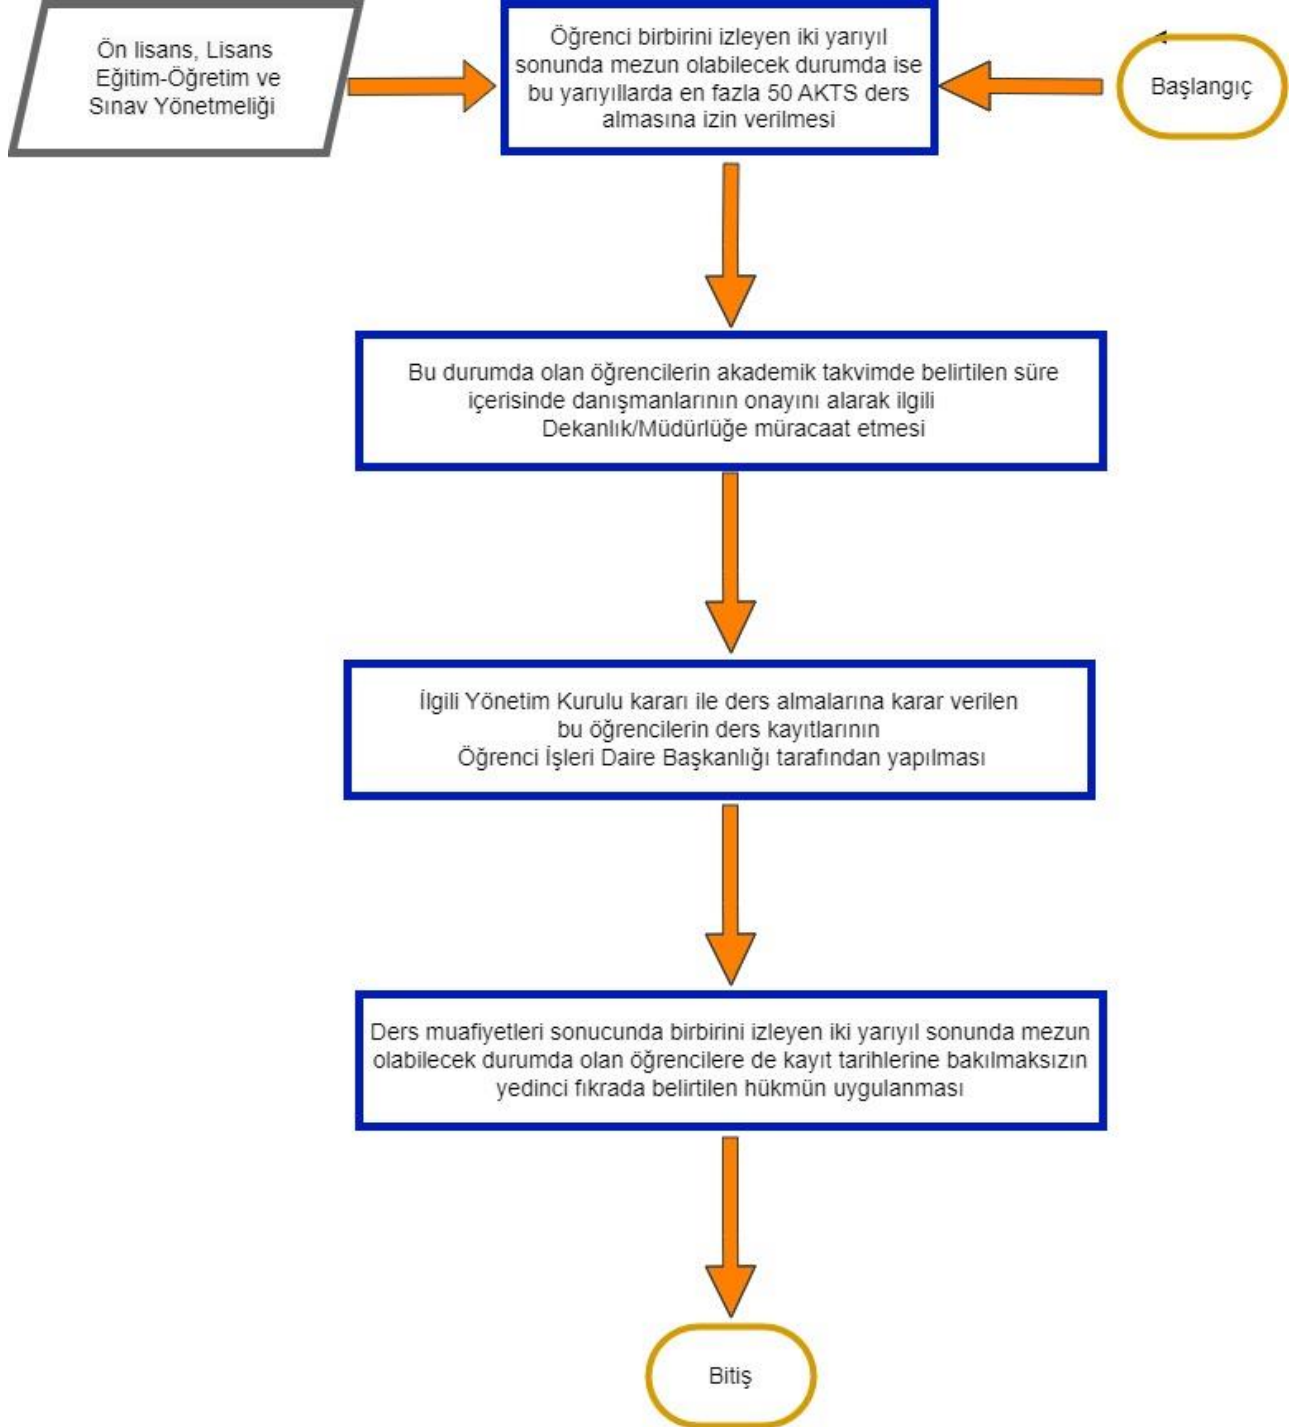 Ön lisans, Lisans
Eğitim-Öğretim ve
Sınav Yönetmeliği
Öğrenci birbirini izleyen iki yarıyıl
sonunda mezun olabilecek durumda ise
bu yarıyıllarda en fazla 50 AKTS ders
almasına izin verilmesi
Başlangıç
Bu durumda olan öğrencilerin akademik takvimde belirtilen süre
içerisinde danışmanlarının onayını alarak ilgili
Dekanlık/Müdürlüğe müracaat etmesi
İlgili Yönetim Kurulu kararı ile ders almalarına karar verilen
bu öğrencilerin ders kayıtlarının
Öğrenci İşleri Daire Başkanlığı tarafından yapılması
Ders muafiyetleri sonucunda birbirini izleyen iki yarıyıl sonunda mezun
olabilecek durumda olan öğrencilere de kayıt tarihlerine bakılmaksızın
yedinci fıkrada belirtilen hükmün uygulanması
Bitiş